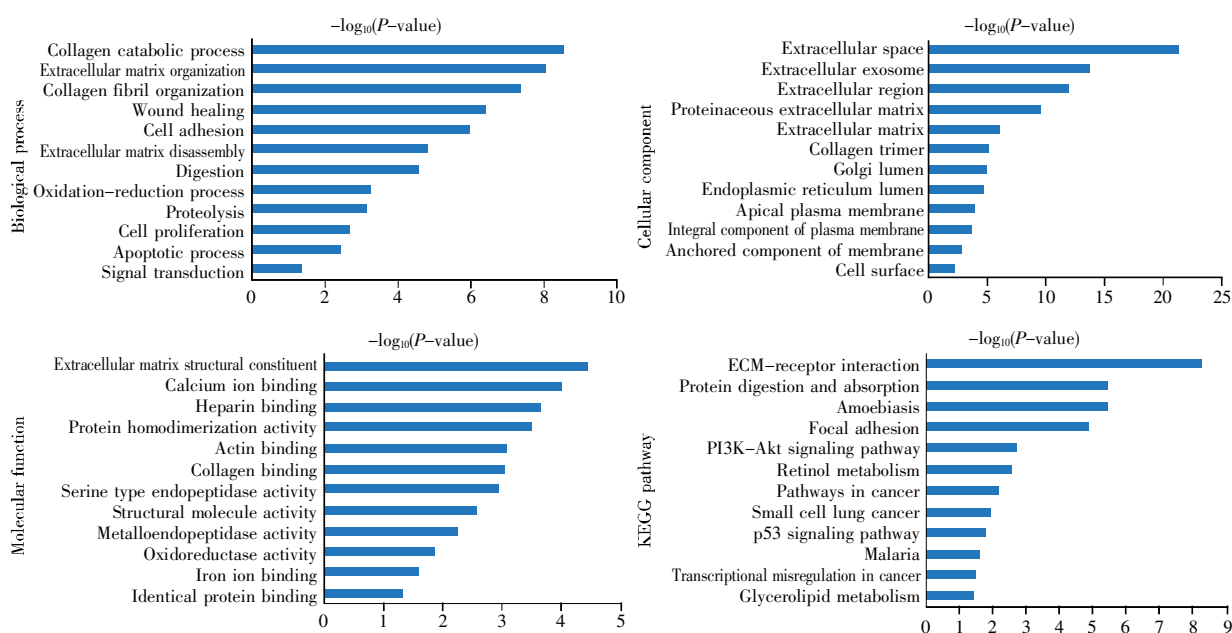 −log₁₀(P−value)
Collagen catabolic process
Extracellular matrix organization
Collagen fibril organization
Wound healing
Cell adhesion
Extracellular matrix disassembly
Digestion
Oxidation−reduction process
Proteolysis
Cell proliferation
Apoptotic process
Signal transduction
0 2 4 6 8 10
Biological process
−log₁₀(P−value)
Extracellular space
Extracellular exosome
Extracellular region
Proteinaceous extracellular matrix
Extracellular matrix
Collagen trimer
Golgi lumen
Endoplasmic reticulum lumen
Apical plasma membrane
Integral component of plasma membrane
Anchored component of membrane
Cell surface
0 5 10 15 20 25
Cellular component
−log₁₀(P−value)
Extracellular matrix structural constituent
Calcium ion binding
Heparin binding
Protein homodimerization activity
Actin binding
Collagen binding
Serine type endopeptidase activity
Structural molecule activity
Metalloendopeptidase activity
Oxidoreductase activity
Iron ion binding
Identical protein binding
0 1 2 3 4 5
Molecular function
−log₁₀(P−value)
ECM−receptor interaction
Protein digestion and absorption
Amoebiasis
Focal adhesion
PI3K−Akt signaling pathway
Retinol metabolism
Pathways in cancer
Small cell lung cancer
p53 signaling pathway
Malaria
Transcriptional misregulation in cancer
Glycerolipid metabolism
0 1 2 3 4 5 6 7 8 9
KEGG pathway